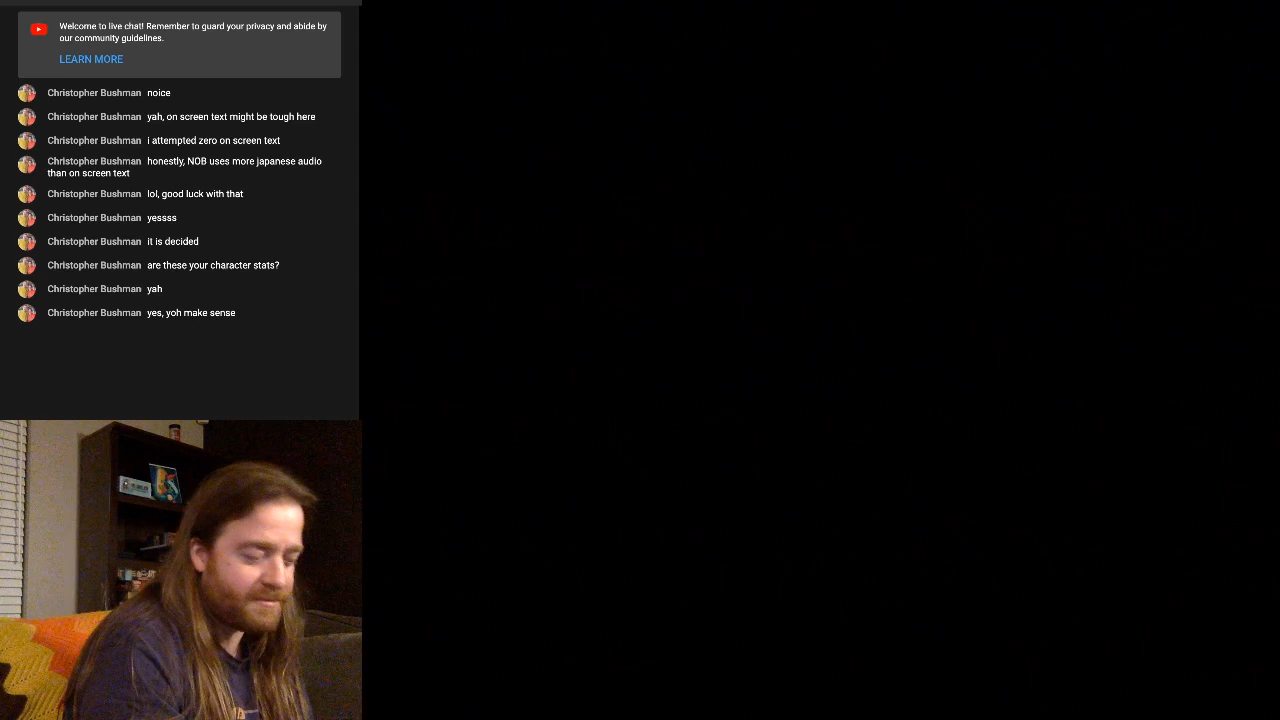 Welcome to live chat! Remember to guard your privacy and abide by
our community guidelines.
LEARN MORE
Christopher Bushman noice
Christopher Bushman yah, on screen text might be tough here
Christopher Bushman i attempted zero on screen text
Christopher Bushman honestly, NOB uses more japanese audio
than on screen text
Christopher Bushman lol, good luck with that
Christopher Bushman yessss
Christopher Bushman it is decided
Christopher Bushman are these your character stats?
Christopher Bushman yah
Christopher Bushman yes, yoh make sense